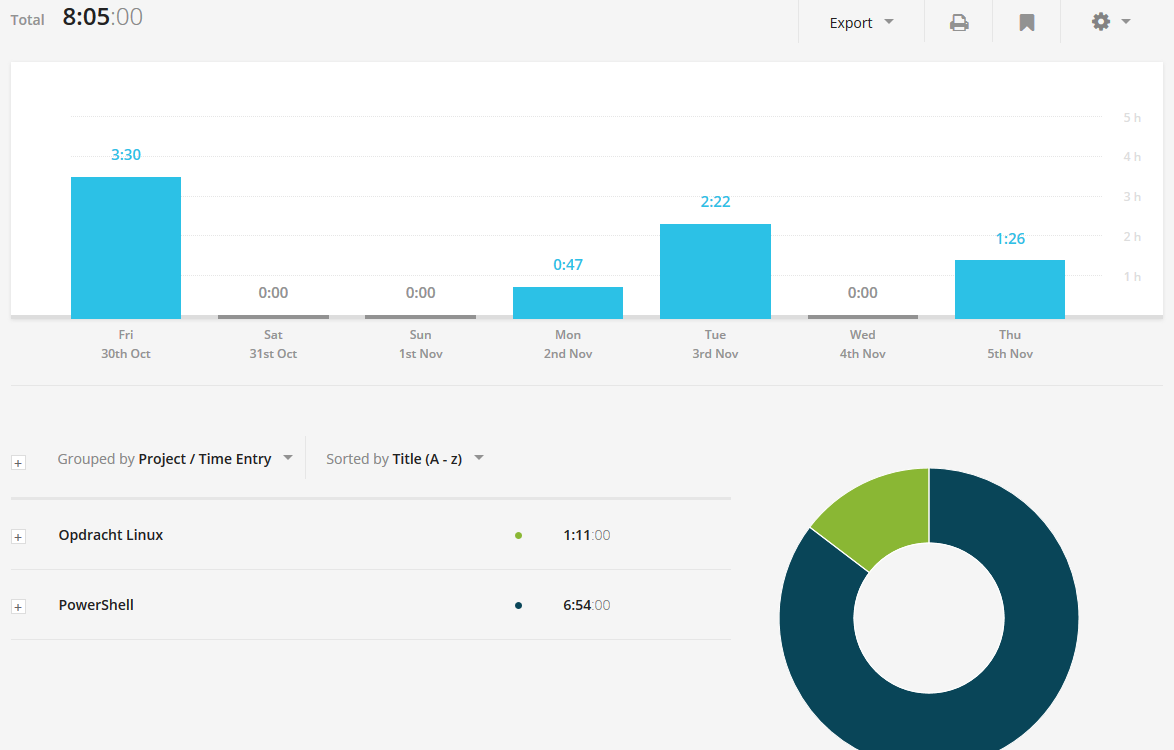 Total 8:05:00 Export
5 h
3:30 4 h
2:22 3 h
1:26 2 h
0:47 1 h
0:00 0:00 0:00
Fri Sat Sun Mon Tue Wed Thu
30th Oct 31st Oct 1st Nov 2nd Nov 3rd Nov 4th Nov 5th Nov
+ Grouped by Project / Time Entry Sorted by Title (A - z)
+ Opdracht Linux 1:11:00
+ PowerShell 6:54:00